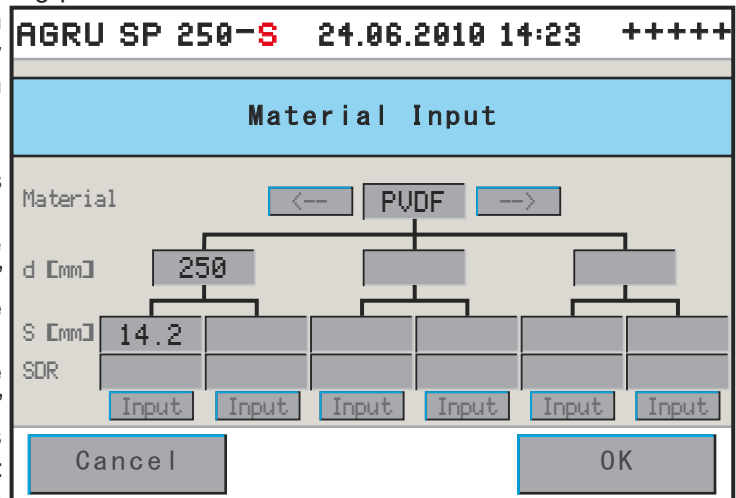 AGRU SP 250-S 24.06.2010 14:23 +++++
Material Input
Material <-- PVDF -->
d [mm] 250
S [mm] 14.2
SDR
Input Input Input Input Input Input
Cancel OK